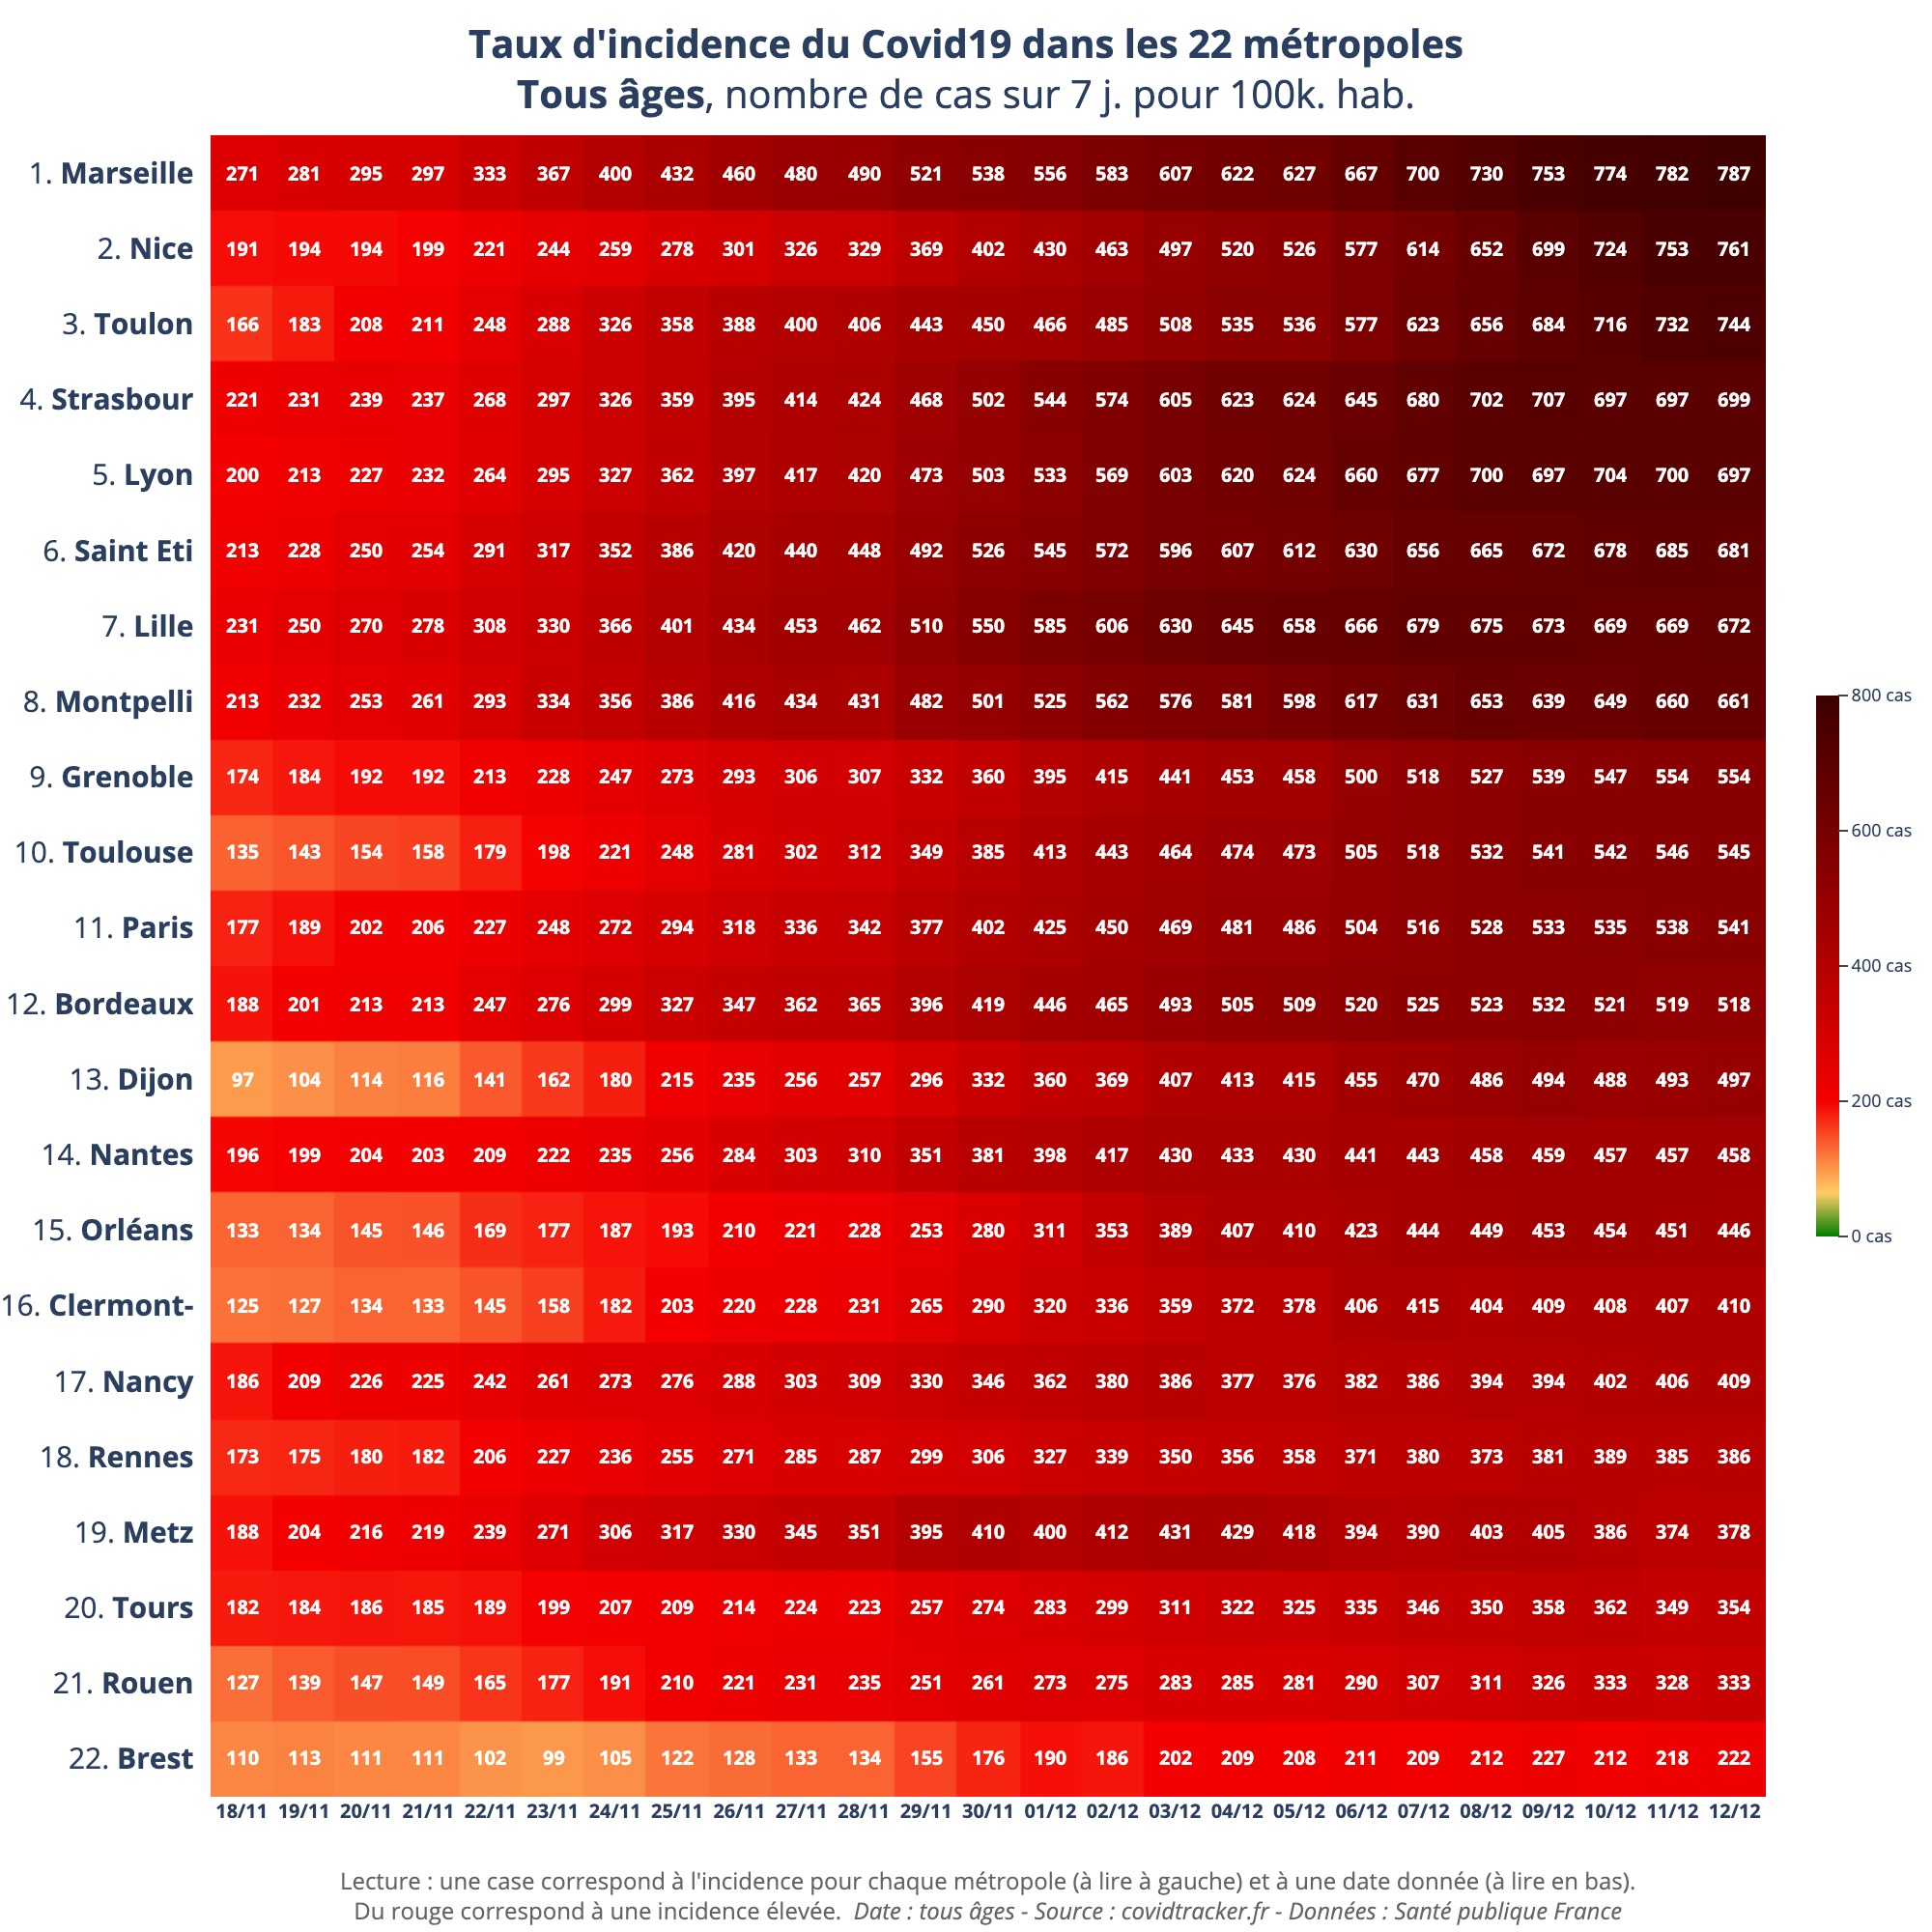 Taux d'incidence du Covid19 dans les 22 métropoles
Tous âges, nombre de cas sur 7 j. pour 100k. hab.
1. Marseille 271 281 295 297 333 367 400 432 460 480 490 521 538 556 583 607 622 627 667 700 730 753 774 782 787
2. Nice 191 194 194 199 221 244 259 278 301 326 329 369 402 430 463 497 520 526 577 614 652 699 724 753 761
3. Toulon 166 183 208 211 248 288 326 358 388 400 406 443 450 466 485 508 535 536 577 623 656 684 716 732 744
4. Strasbour 221 231 239 237 268 297 326 359 395 414 424 468 502 544 574 605 623 624 645 680 702 707 697 697 699
5. Lyon 200 213 227 232 264 295 327 362 397 417 420 473 503 533 569 603 620 624 660 677 700 697 704 700 697
6. Saint Eti 213 228 250 254 291 317 352 386 420 440 448 492 526 545 572 596 607 612 630 656 665 672 678 685 681
7. Lille 231 250 270 278 308 330 366 401 434 453 462 510 550 585 606 630 645 658 666 679 675 673 669 669 672
8. Montpelli 213 232 253 261 293 334 356 386 416 434 431 482 501 525 562 576 581 598 617 631 653 639 649 660 661
9. Grenoble 174 184 192 192 213 228 247 273 293 306 307 332 360 395 415 441 453 458 500 518 527 539 547 554 554
10. Toulouse 135 143 154 158 179 198 221 248 281 302 312 349 385 413 443 464 474 473 505 518 532 541 542 546 545
11. Paris 177 189 202 206 227 248 272 294 318 336 342 377 402 425 450 469 481 486 504 516 528 533 535 538 541
12. Bordeaux 188 201 213 213 247 276 299 327 347 362 365 396 419 446 465 493 505 509 520 525 523 532 521 519 518
13. Dijon 97 104 114 116 141 162 180 215 235 256 257 296 332 360 369 407 413 415 455 470 486 494 488 493 497
14. Nantes 196 199 204 203 209 222 235 256 284 303 310 351 381 398 417 430 433 430 441 443 458 459 457 457 458
15. Orléans 133 134 145 146 169 177 187 193 210 221 228 253 280 311 353 389 407 410 423 444 449 453 454 451 446
16. Clermont- 125 127 134 133 145 158 182 203 220 228 231 265 290 320 336 359 372 378 406 415 404 409 408 407 410
17. Nancy 186 209 226 225 242 261 273 276 288 303 309 330 346 362 380 386 377 376 382 386 394 394 402 406 409
18. Rennes 173 175 180 182 206 227 236 255 271 285 287 299 306 327 339 350 356 358 371 380 373 381 389 385 386
19. Metz 188 204 216 219 239 271 306 317 330 345 351 395 410 400 412 431 429 418 394 390 403 405 386 374 378
20. Tours 182 184 186 185 189 199 207 209 214 224 223 257 274 283 299 311 322 325 335 346 350 358 362 349 354
21. Rouen 127 139 147 149 165 177 191 210 221 231 235 251 261 273 275 283 285 281 290 307 311 326 333 328 333
22. Brest 110 113 111 111 102 99 105 122 128 133 134 155 176 190 186 202 209 208 211 209 212 227 212 218 222
18/11 19/11 20/11 21/11 22/11 23/11 24/11 25/11 26/11 27/11 28/11 29/11 30/11 01/12 02/12 03/12 04/12 05/12 06/12 07/12 08/12 09/12 10/12 11/12 12/12
800 cas
600 cas
400 cas
200 cas
0 cas
Lecture : une case correspond à l'incidence pour chaque métropole (à lire à gauche) et à une date donnée (à lire en bas).
Du rouge correspond à une incidence élevée. Date : tous âges - Source : covidtracker.fr - Données : Santé publique France